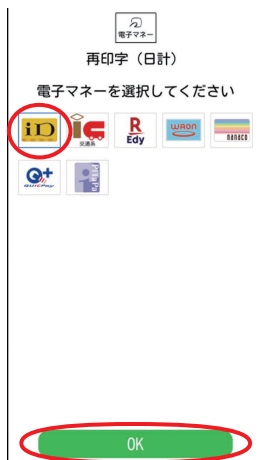 電子マネー
再印字（日計）
電子マネーを選択してください
iD
交通系
R
Edy
WAON
nanaco
Q+
QUICPay
PiTaPa
OK